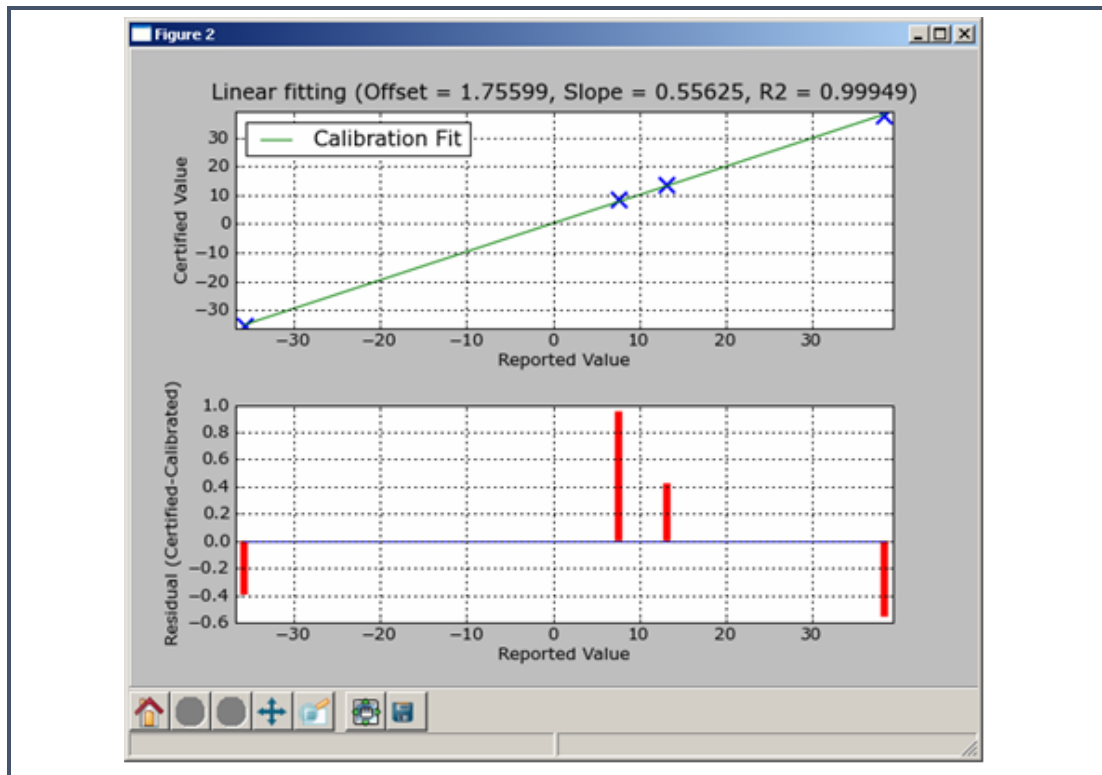 Figure 2
Linear fitting (Offset = 1.75599, Slope = 0.55625, R2 = 0.99949)
Calibration Fit
Certified Value
30
20
10
0
−10
−20
−30
−30 −20 −10 0 10 20 30
Reported Value
Residual (Certified-Calibrated)
1.0
0.8
0.6
0.4
0.2
0.0
−0.2
−0.4
−0.6
−30 −20 −10 0 10 20 30
Reported Value